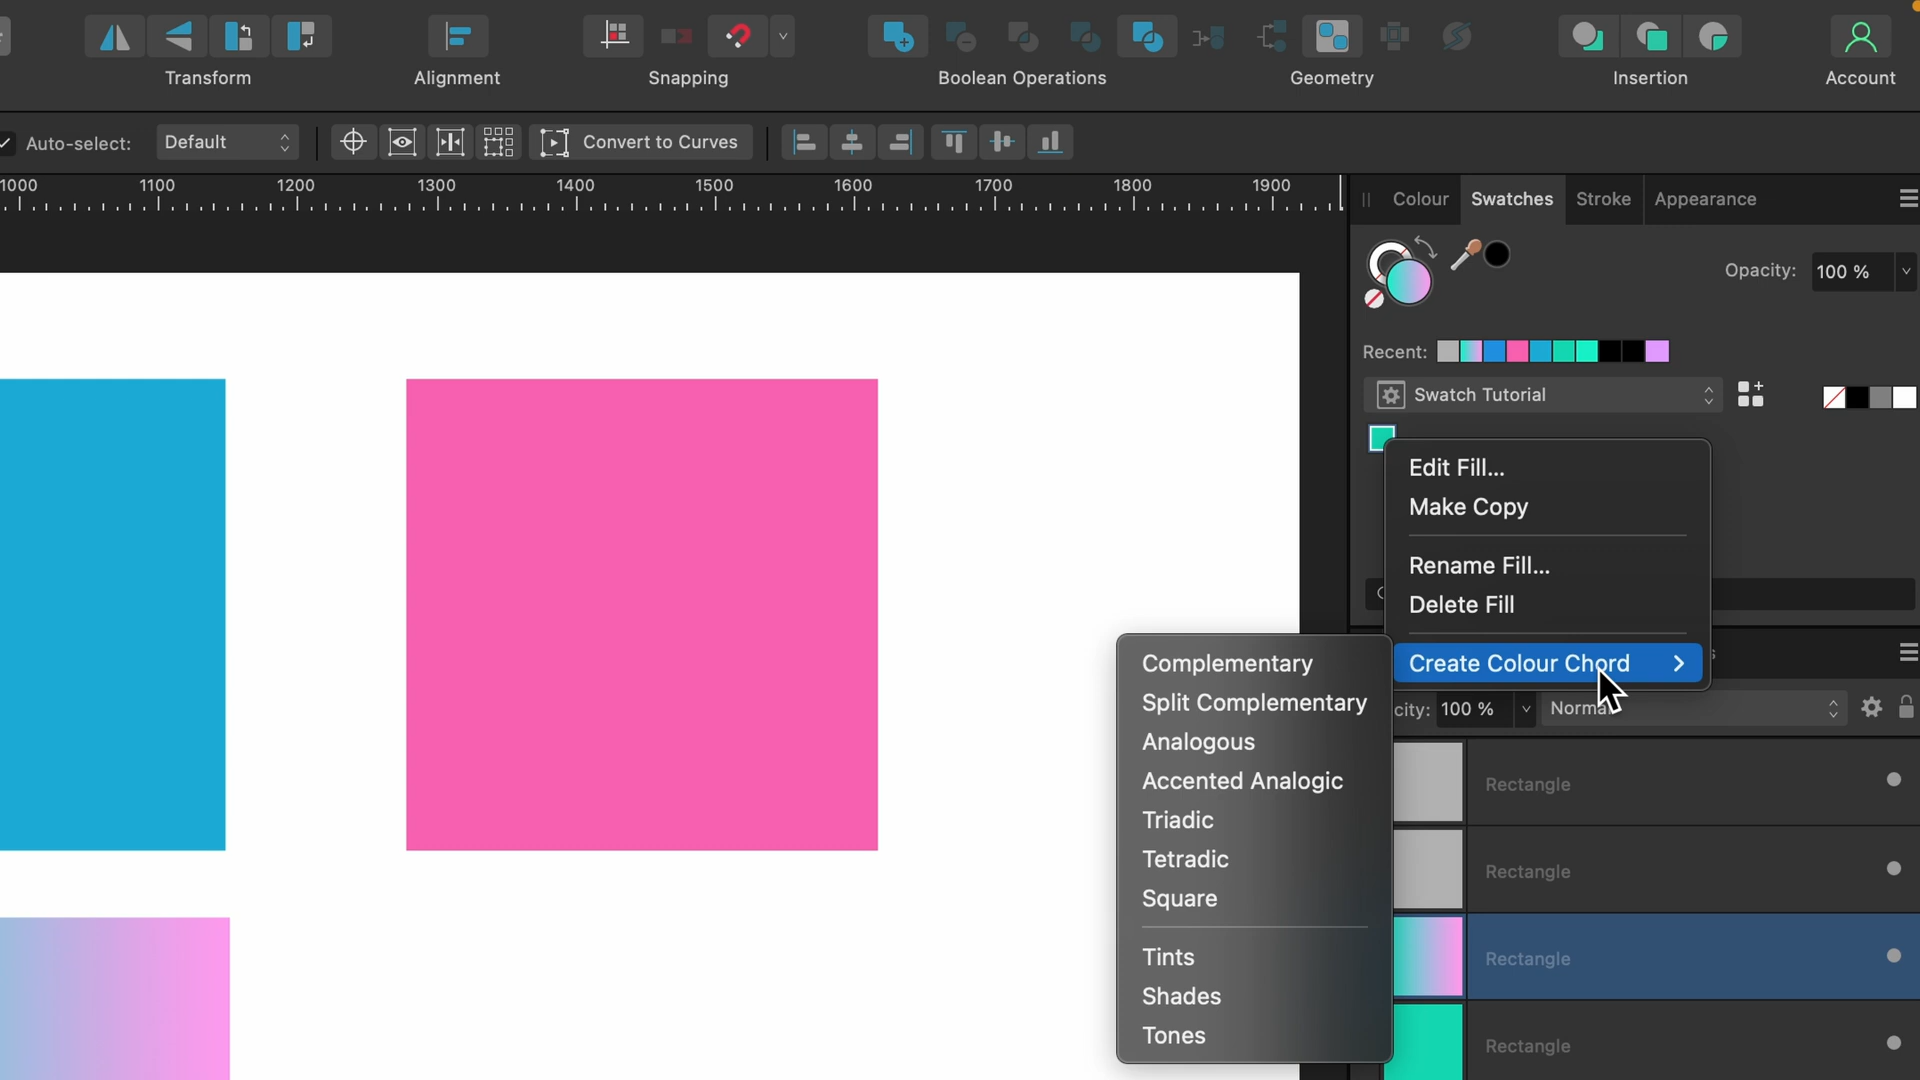 Transform
Alignment
Snapping
Boolean Operations
Geometry
Insertion
Account
Auto-select:
Default
Convert to Curves
1000 1100 1200 1300 1400 1500 1600 1700 1800 1900
Colour
Swatches
Stroke
Appearance
Opacity:
100 %
Recent:
Swatch Tutorial
Edit Fill...
Make Copy
Rename Fill...
Delete Fill
Create Colour Chord
Complementary
Split Complementary
Analogous
Accented Analogic
Triadic
Tetradic
Square
Tints
Shades
Tones
city:
100 %
Normal
Rectangle
Rectangle
Rectangle
Rectangle